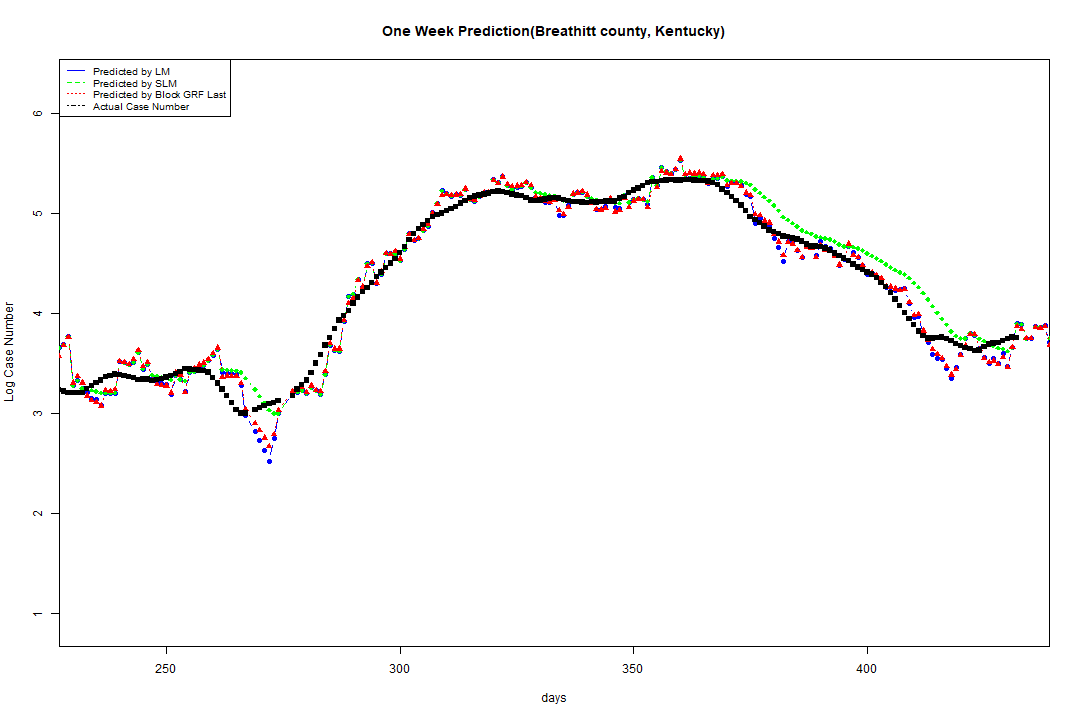 One Week Prediction(Breathitt county, Kentucky)
Predicted by LM
Predicted by SLM
Predicted by Block GRF Last
Actual Case Number
Log Case Number
6
5
4
3
2
1
250 300 350 400
days